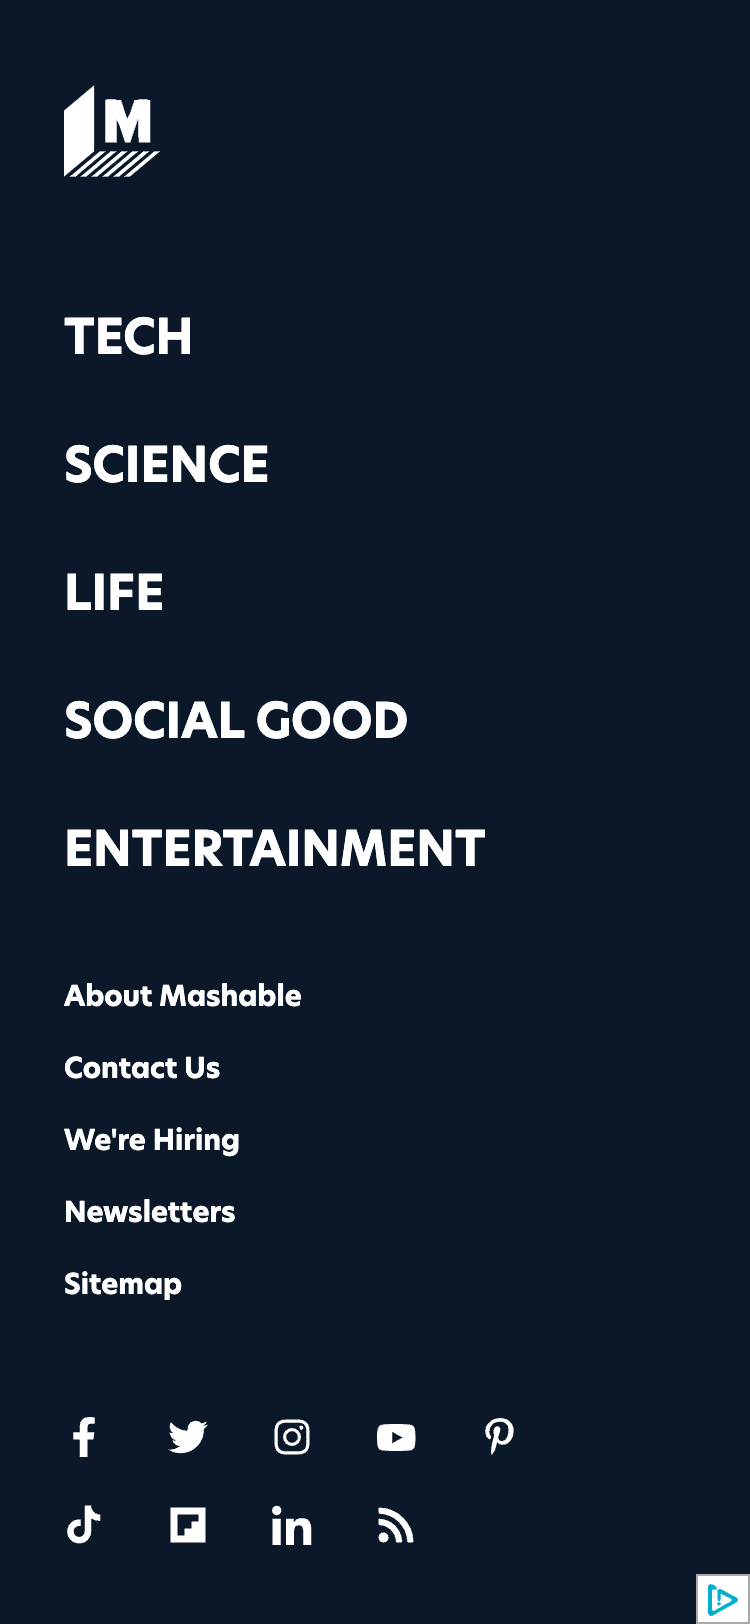 M
TECH
SCIENCE
LIFE
SOCIAL GOOD
ENTERTAINMENT
About Mashable
Contact Us
We're Hiring
Newsletters
Sitemap